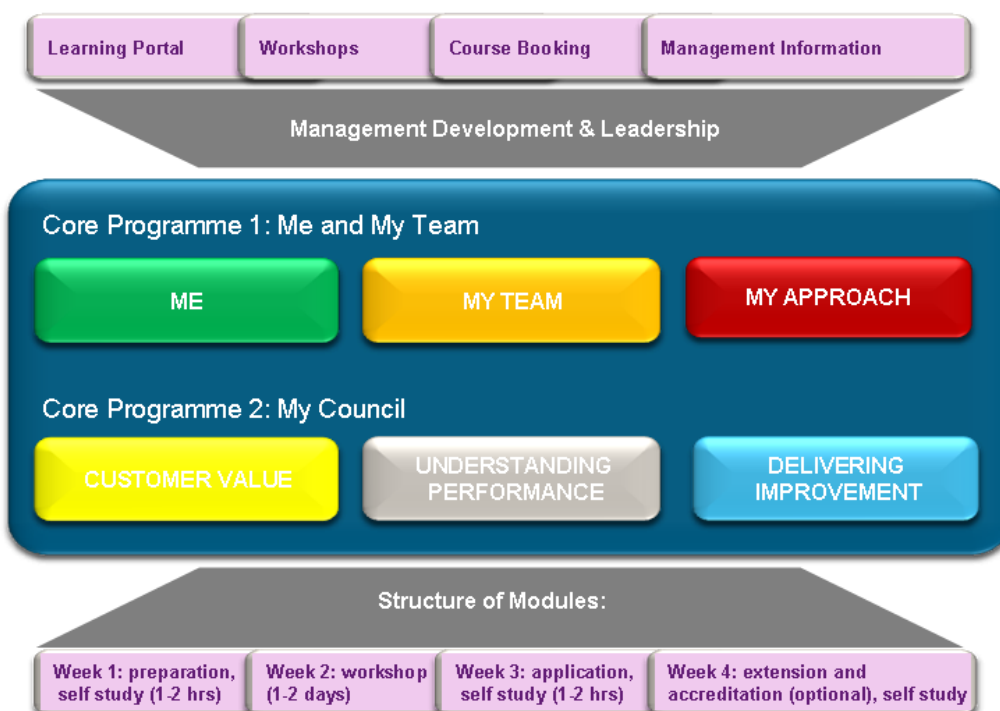 Learning Portal
Workshops
Course Booking
Management Information
Management Development & Leadership
Core Programme 1: Me and My Team
ME
MY TEAM
MY APPROACH
Core Programme 2: My Council
CUSTOMER VALUE
UNDERSTANDING
PERFORMANCE
DELIVERING
IMPROVEMENT
Structure of Modules:
Week 1: preparation,
self study (1-2 hrs)
Week 2: workshop
(1-2 days)
Week 3: application,
self study (1-2 hrs)
Week 4: extension and
accreditation (optional), self study